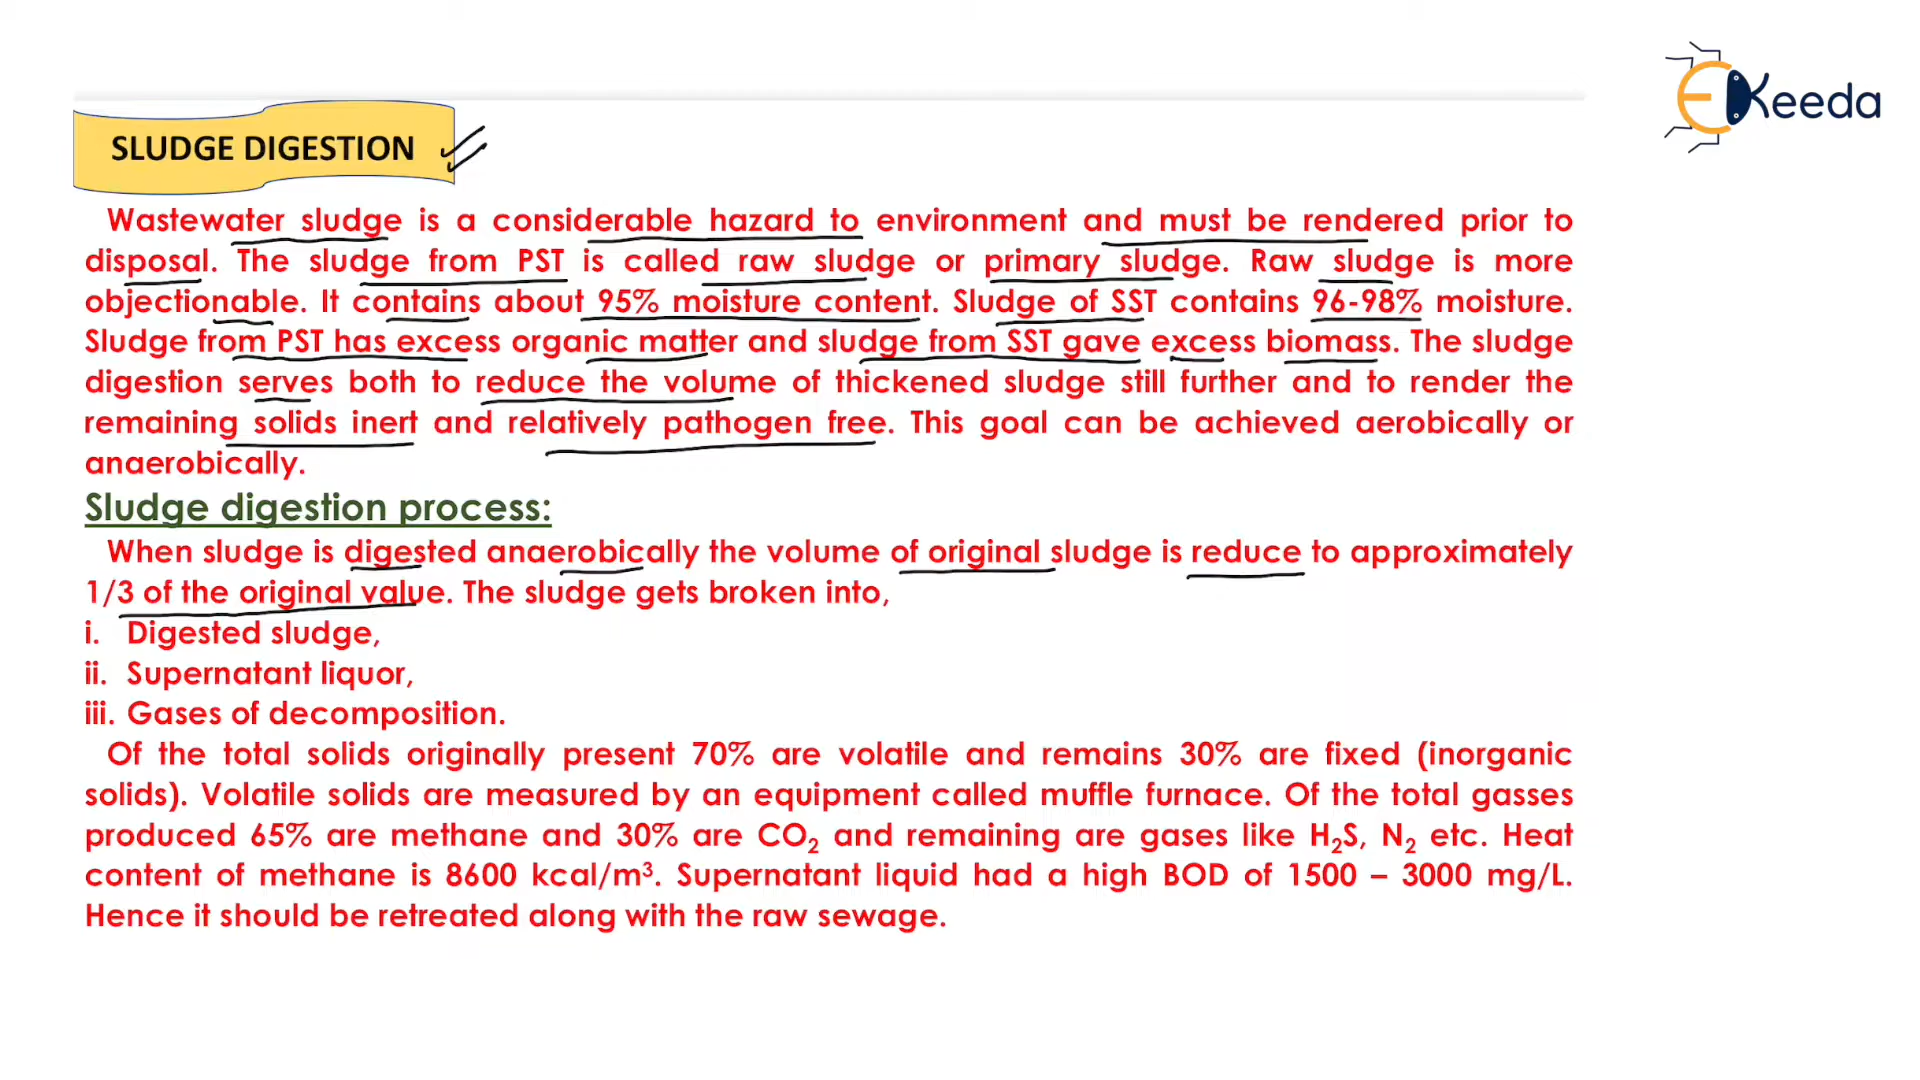 EKeeda
SLUDGE DIGESTION
Wastewater sludge is a considerable hazard to environment and must be rendered prior to
disposal. The sludge from PST is called raw sludge or primary sludge. Raw sludge is more
objectionable. It contains about 95% moisture content. Sludge of SST contains 96-98% moisture.
Sludge from PST has excess organic matter and sludge from SST gave excess biomass. The sludge
digestion serves both to reduce the volume of thickened sludge still further and to render the
remaining solids inert and relatively pathogen free. This goal can be achieved aerobically or
anaerobically.
Sludge digestion process:
When sludge is digested anaerobically the volume of original sludge is reduce to approximately
1/3 of the original value. The sludge gets broken into,
i. Digested sludge,
ii. Supernatant liquor,
iii. Gases of decomposition.
Of the total solids originally present 70% are volatile and remains 30% are fixed (inorganic
solids). Volatile solids are measured by an equipment called muffle furnace. Of the total gasses
produced 65% are methane and 30% are CO₂ and remaining are gases like H₂S, N₂ etc. Heat
content of methane is 8600 kcal/m³. Supernatant liquid had a high BOD of 1500 – 3000 mg/L.
Hence it should be retreated along with the raw sewage.